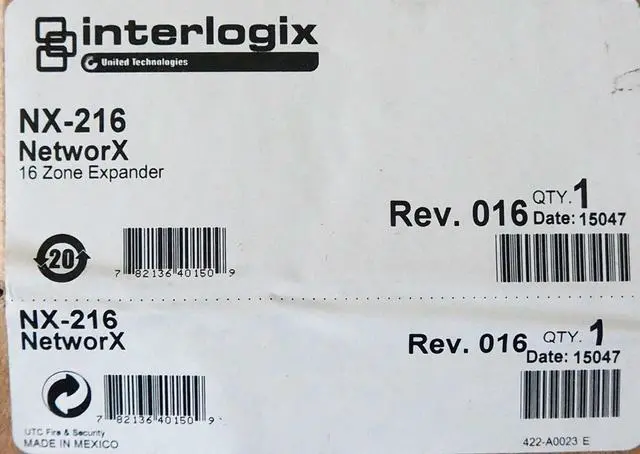 interlogix
United Technologies
NX-216
NetworX
16 Zone Expander
Rev. 016
QTY. 1
Date: 15047
20
7 82136 40150 9
NX-216
NetworX
Rev. 016
QTY. 1
Date: 15047
7 82136 40150 9
UTC Fire & Security
MADE IN MEXICO
422-A0023 E